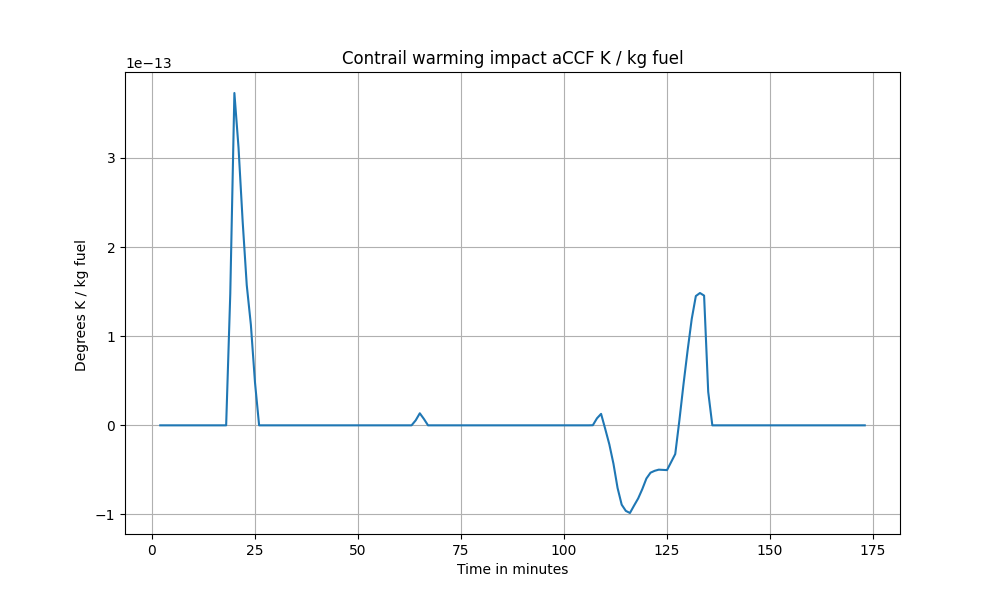 Contrail warming impact aCCF K / kg fuel
1e−13
3
2
1
0
−1
Degrees K / kg fuel
0 25 50 75 100 125 150 175
Time in minutes